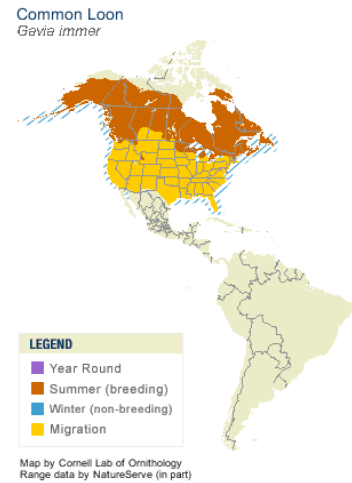 Common Loon
Gavia immer
LEGEND
Year Round
Summer (breeding)
Winter (non-breeding)
Migration
Map by Cornell Lab of Ornithology
Range data by NatureServe (in part)